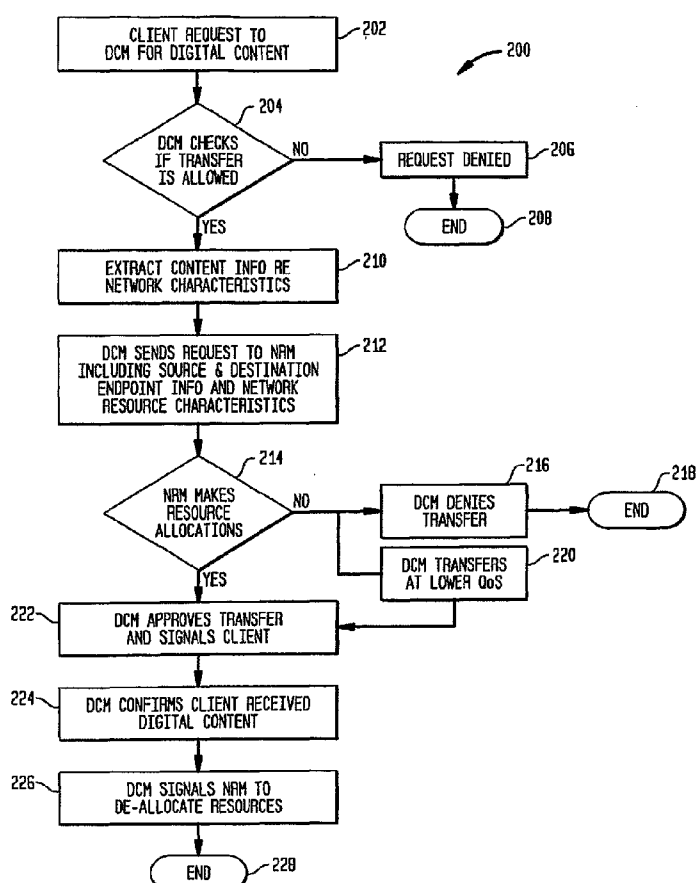 CLIENT REQUEST TO
DCM FOR DIGITAL CONTENT
202
200
204
DCM CHECKS
IF TRANSFER
IS ALLOWED
NO
REQUEST DENIED
206
END
208
YES
EXTRACT CONTENT INFO RE
NETWORK CHARACTERISTICS
210
DCM SENDS REQUEST TO NRM
INCLUDING SOURCE & DESTINATION
ENDPOINT INFO AND NETWORK
RESOURCE CHARACTERISTICS
212
214
NRM MAKES
RESOURCE
ALLOCATIONS
NO
216
DCM DENIES
TRANSFER
218
END
220
DCM TRANSFERS
AT LOWER QoS
YES
222
DCM APPROVES TRANSFER
AND SIGNALS CLIENT
224
DCM CONFIRMS CLIENT RECEIVED
DIGITAL CONTENT
226
DCM SIGNALS NRM TO
DE-ALLOCATE RESOURCES
END
228